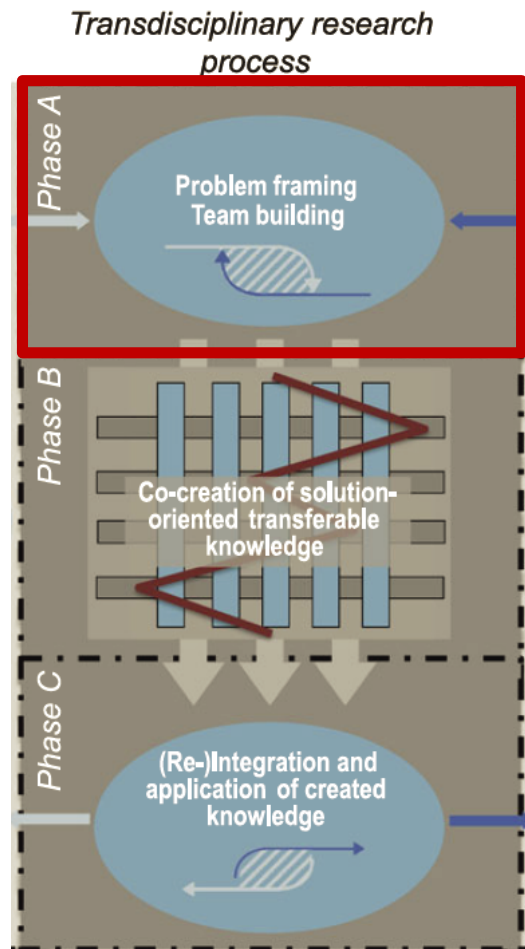 Transdisciplinary research
process
Phase A
Problem framing
Team building
Phase B
Co-creation of solution-
oriented transferable
knowledge
Phase C
(Re-)Integration and
application of created
knowledge